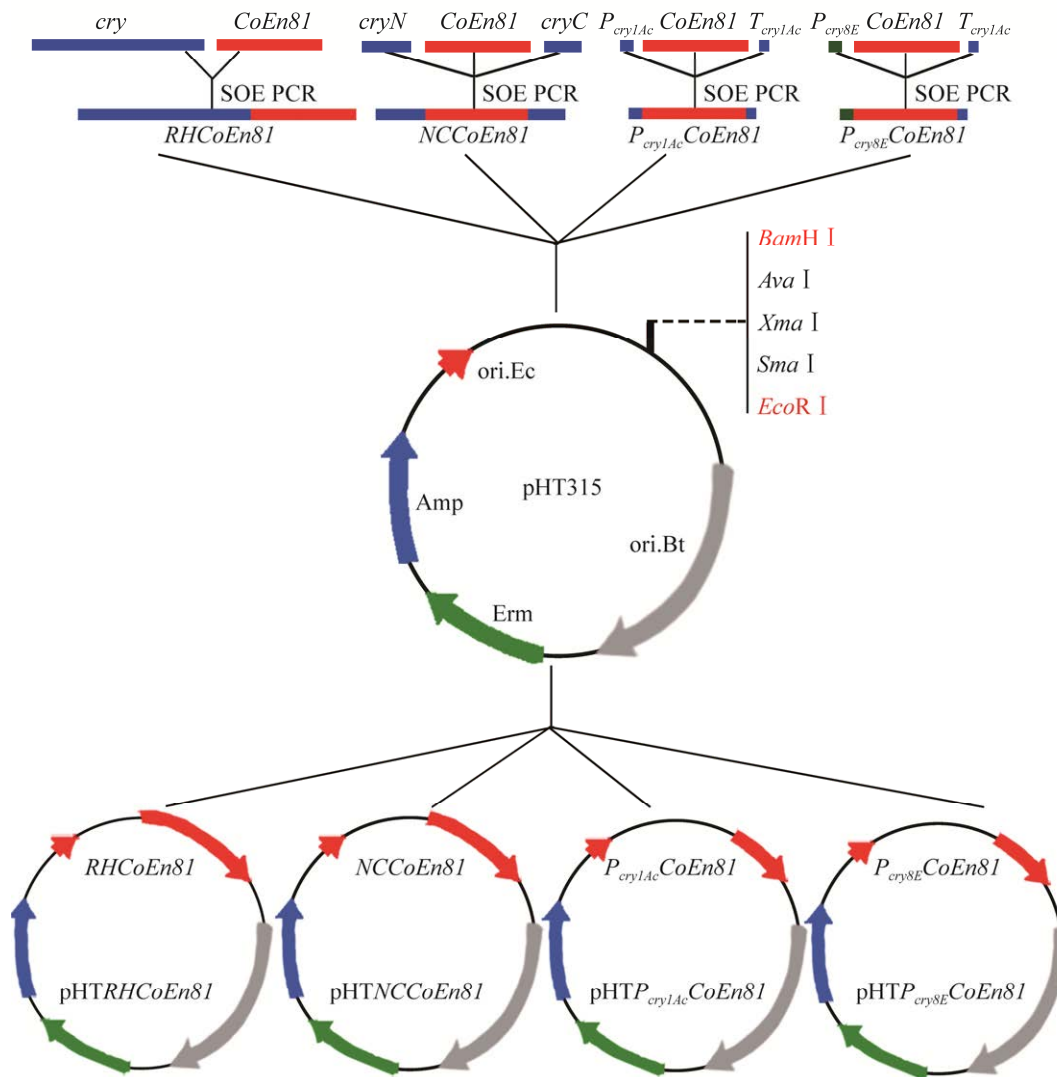 cry CoEn81 cryN CoEn81 cryC Pcry1Ac CoEn81 Tcry1Ac Pcry8E CoEn81 Tcry1Ac
SOE PCR SOE PCR SOE PCR SOE PCR
RHCoEn81 NCCoEn81 Pcry1AcCoEn81 Pcry8ECoEn81
BamH I
Ava I
Xma I
Sma I
EcoR I
ori.Ec
pHT315
Amp
ori.Bt
Erm
RHCoEn81 NCCoEn81 Pcry1AcCoEn81 Pcry8ECoEn81
pHTRHCoEn81 pHTNCCoEn81 pHTPcry1AcCoEn81 pHTPcry8ECoEn81